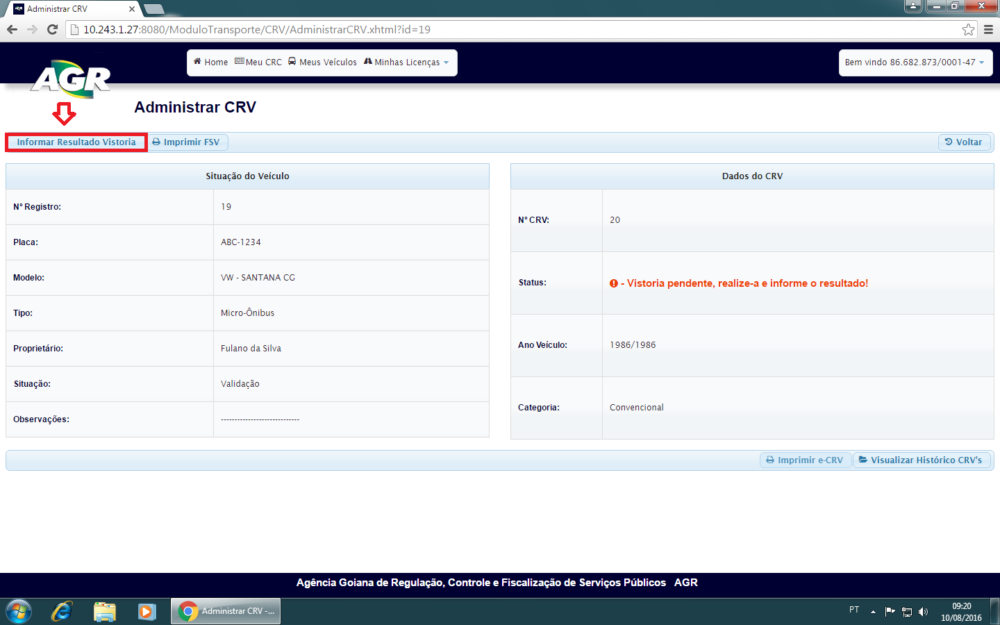 Administrar CRV
10.243.1.27:8080/ModuloTransporte/CRV/AdministrarCRV.xhtml?id=19
AGR
Home Meu CRC Meus Veículos Minhas Licenças
Bem vindo 86.682.873/0001-47
Administrar CRV
Informar Resultado Vistoria Imprimir FSV Voltar
Situação do Veículo
Nº Registro: 19
Placa: ABC-1234
Modelo: VW - SANTANA CG
Tipo: Micro-Ônibus
Proprietário: Fulano da Silva
Situação: Validação
Observações: ----------------------------
Dados do CRV
Nº CRV: 20
Status: - Vistoria pendente, realize-a e informe o resultado!
Ano Veículo: 1986/1986
Categoria: Convencional
Imprimir e-CRV Visualizar Histórico CRV's
Agência Goiana de Regulação, Controle e Fiscalização de Serviços Públicos AGR
Administrar CRV -...
PT
09:20
10/08/2016